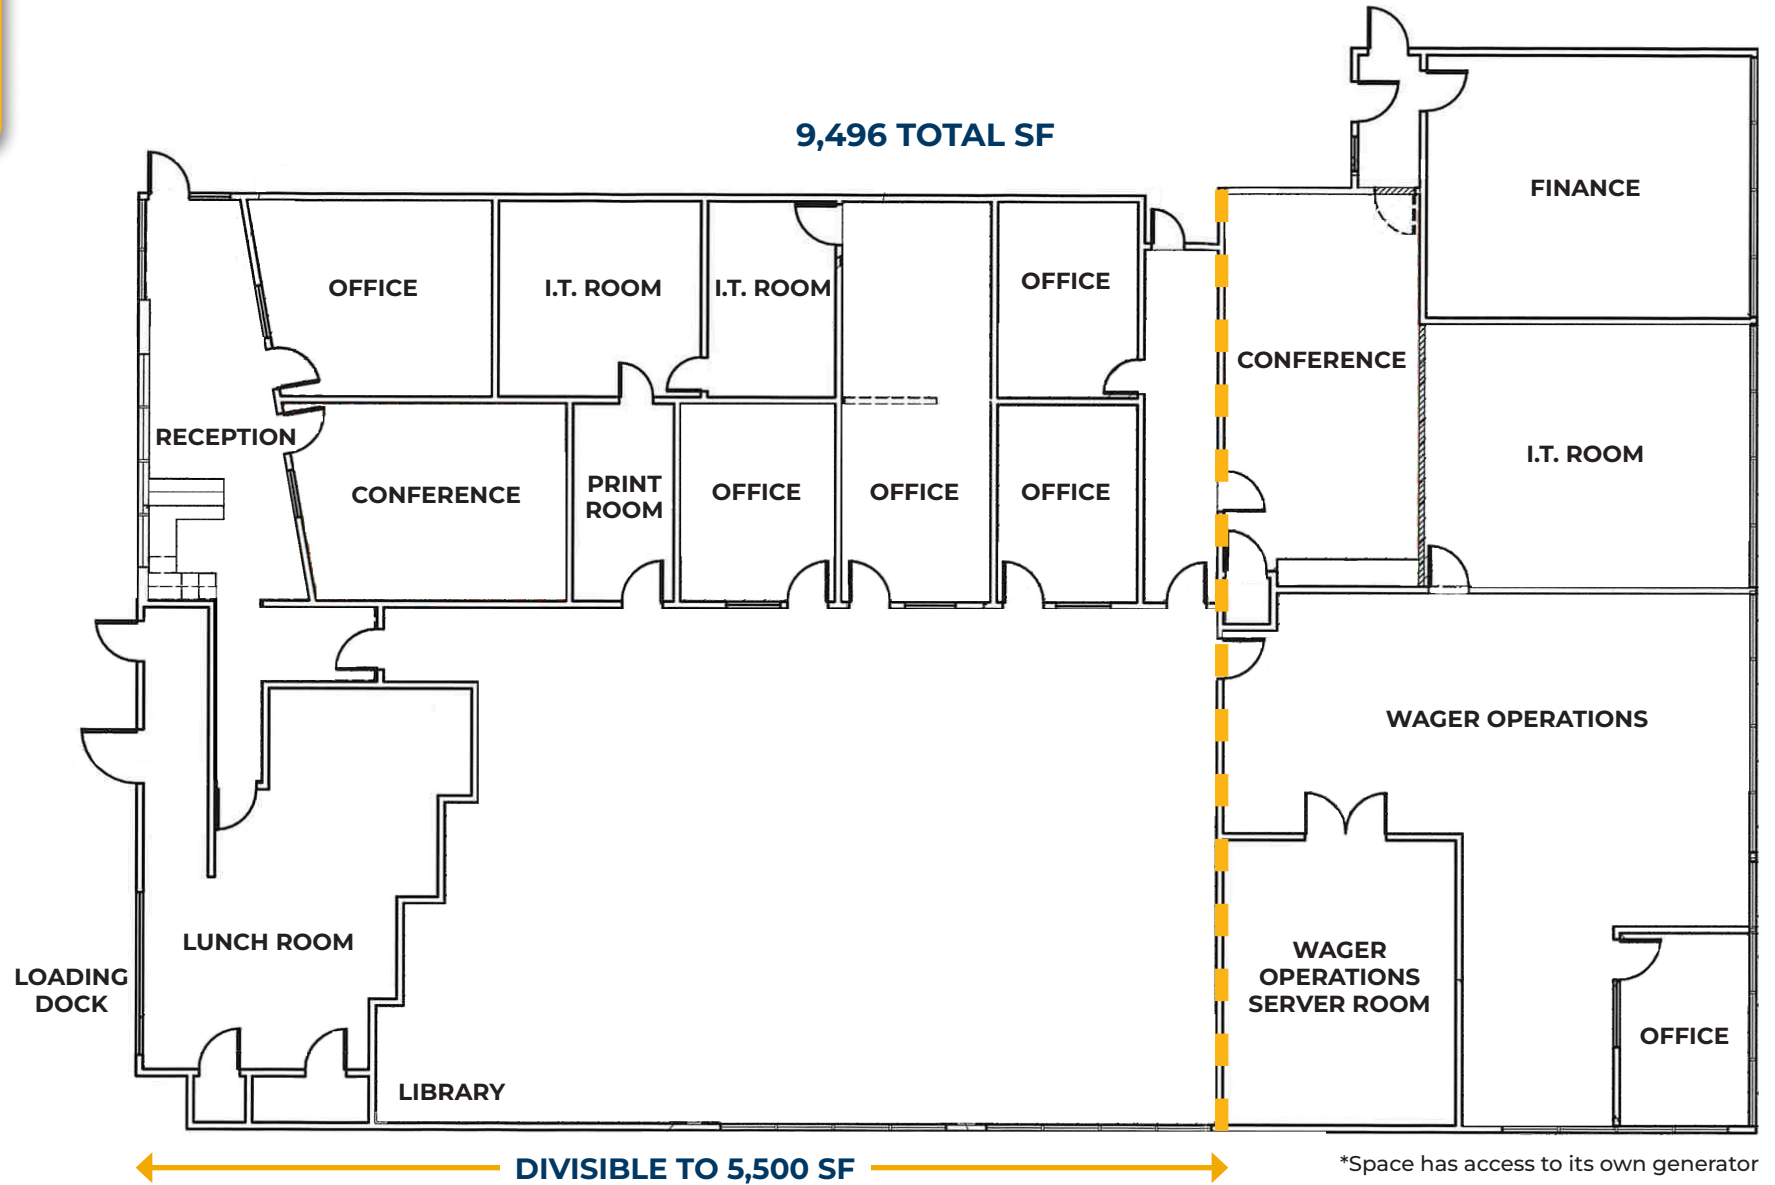 9,496 TOTAL SF
FINANCE
OFFICE
I.T. ROOM
I.T. ROOM
OFFICE
CONFERENCE
RECEPTION
CONFERENCE
PRINT
ROOM
OFFICE
OFFICE
OFFICE
I.T. ROOM
WAGER OPERATIONS
LUNCH ROOM
LOADING
DOCK
WAGER
OPERATIONS
SERVER ROOM
OFFICE
LIBRARY
DIVISIBLE TO 5,500 SF
*Space has access to its own generator